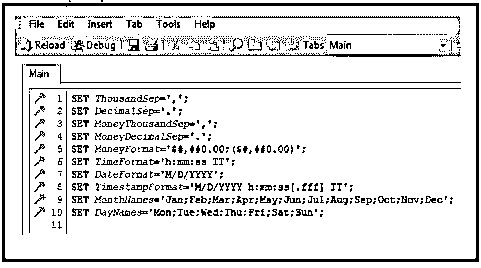 File Edit Insert Tab Tools Help
Reload Debug Tabs Main
Main
1 SET ThousandSep=',';
2 SET DecimalSep='.';
3 SET MoneyThousandSep=',';
4 SET MoneyDecimalSep='.';
5 SET MoneyFormat='$#,##0.00;($#,##0.00)';
6 SET TimeFormat='h:mm:ss TT';
7 SET DateFormat='M/D/YYYY';
8 SET TimestampFormat='M/D/YYYY h:mm:ss[.fff] TT';
9 SET MonthNames='Jan;Feb;Mar;Apr;May;Jun;Jul;Aug;Sep;Oct;Nov;Dec';
10 SET DayNames='Mon;Tue;Wed;Thu;Fri;Sat;Sun';
11